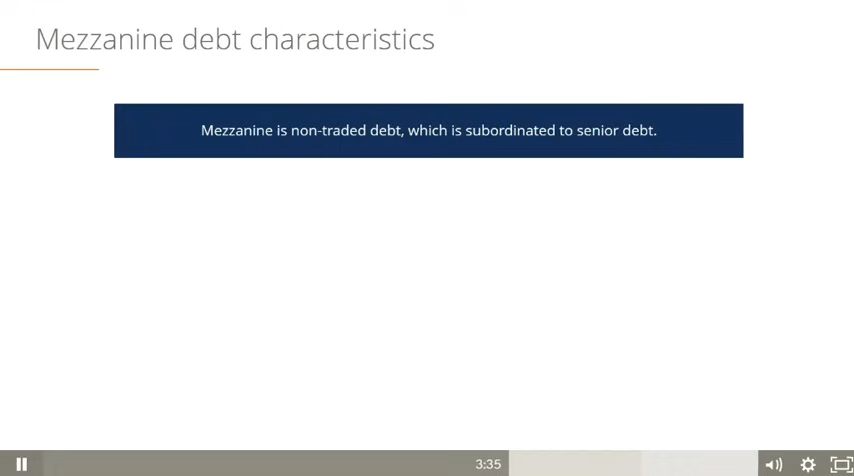 Mezzanine debt characteristics
Mezzanine is non-traded debt, which is subordinated to senior debt.
3:35